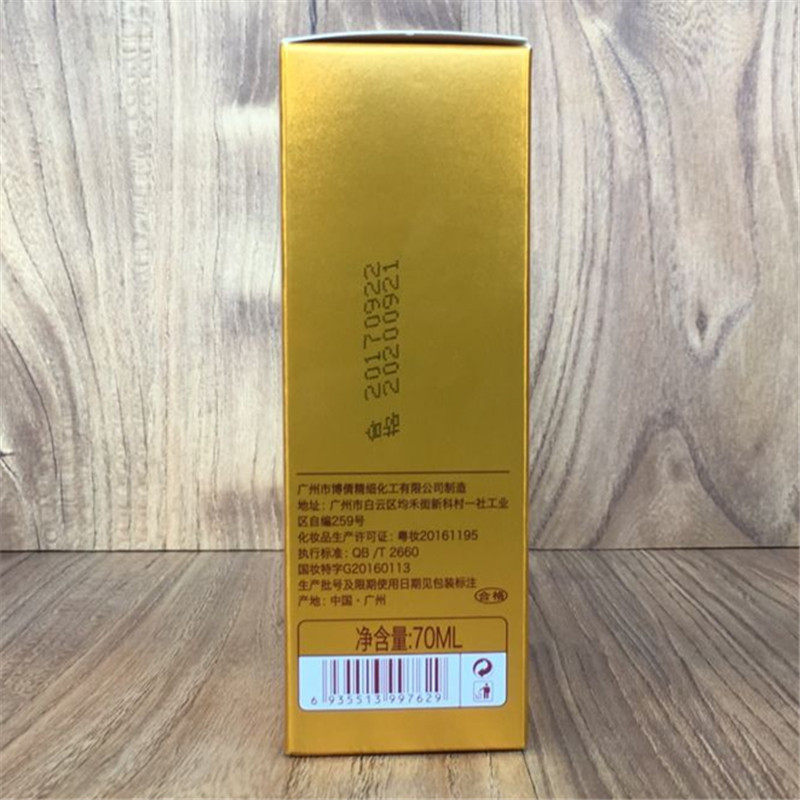 合格 20170922
20200921
广州市博倩精细化工有限公司制造
地址：广州市白云区均禾街新科村一社工业
区自编259号
化妆品生产许可证：粤妆20161195
执行标准：QB /T 2660
国妆特字G20160113
生产批号及限期使用日期见包装标注
产地：中国·广州
合格
净含量:70ML
6 935513 997629